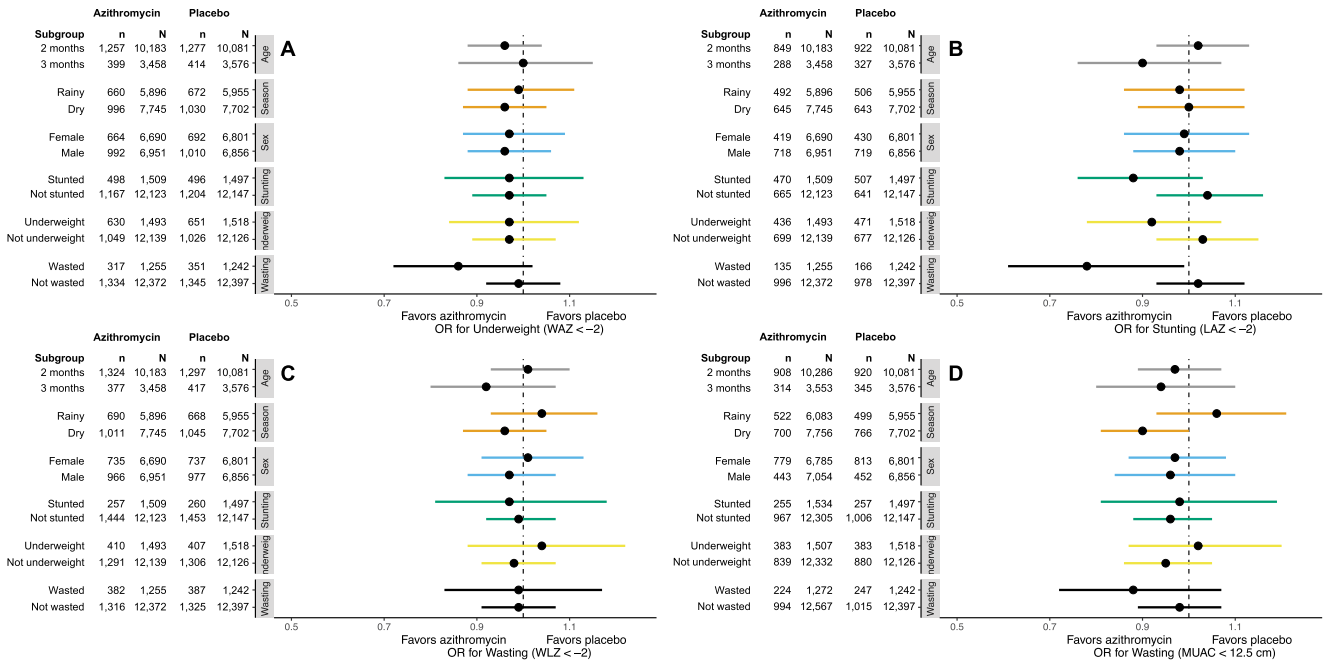 Azithromycin Placebo
Subgroup n N n N
A
2 months 1,257 10,183 1,277 10,081
3 months 399 3,458 414 3,576
Age
Rainy 660 5,896 672 5,955
Dry 996 7,745 1,030 7,702
Season
Female 664 6,690 692 6,801
Male 992 6,951 1,010 6,856
Sex
Stunted 498 1,509 496 1,497
Not stunted 1,167 12,123 1,204 12,147
Stunting
Underweight 630 1,493 651 1,518
Not underweight 1,049 12,139 1,026 12,126
nderweig
Wasted 317 1,255 351 1,242
Not wasted 1,334 12,372 1,345 12,397
Wasting
0.5 0.7 0.9 1.1
Favors azithromycin Favors placebo
OR for Underweight (WAZ < −2)
Azithromycin Placebo
Subgroup n N n N
B
2 months 849 10,183 922 10,081
3 months 288 3,458 327 3,576
Age
Rainy 492 5,896 506 5,955
Dry 645 7,745 643 7,702
Season
Female 419 6,690 430 6,801
Male 718 6,951 719 6,856
Sex
Stunted 470 1,509 507 1,497
Not stunted 665 12,123 641 12,147
Stunting
Underweight 436 1,493 471 1,518
Not underweight 699 12,139 677 12,126
nderweig
Wasted 135 1,255 166 1,242
Not wasted 996 12,372 978 12,397
Wasting
0.5 0.7 0.9 1.1
Favors azithromycin Favors placebo
OR for Stunting (LAZ < −2)
Azithromycin Placebo
Subgroup n N n N
C
2 months 1,324 10,183 1,297 10,081
3 months 377 3,458 417 3,576
Age
Rainy 690 5,896 668 5,955
Dry 1,011 7,745 1,045 7,702
Season
Female 735 6,690 737 6,801
Male 966 6,951 977 6,856
Sex
Stunted 257 1,509 260 1,497
Not stunted 1,444 12,123 1,453 12,147
Stunting
Underweight 410 1,493 407 1,518
Not underweight 1,291 12,139 1,306 12,126
nderweig
Wasted 382 1,255 387 1,242
Not wasted 1,316 12,372 1,325 12,397
Wasting
0.5 0.7 0.9 1.1
Favors azithromycin Favors placebo
OR for Wasting (WLZ < −2)
Azithromycin Placebo
Subgroup n N n N
D
2 months 908 10,286 920 10,081
3 months 314 3,553 345 3,576
Age
Rainy 522 6,083 499 5,955
Dry 700 7,756 766 7,702
Season
Female 779 6,785 813 6,801
Male 443 7,054 452 6,856
Sex
Stunted 255 1,534 257 1,497
Not stunted 967 12,305 1,006 12,147
Stunting
Underweight 383 1,507 383 1,518
Not underweight 839 12,332 880 12,126
nderweig
Wasted 224 1,272 247 1,242
Not wasted 994 12,567 1,015 12,397
Wasting
0.5 0.7 0.9 1.1
Favors azithromycin Favors placebo
OR for Wasting (MUAC < 12.5 cm)